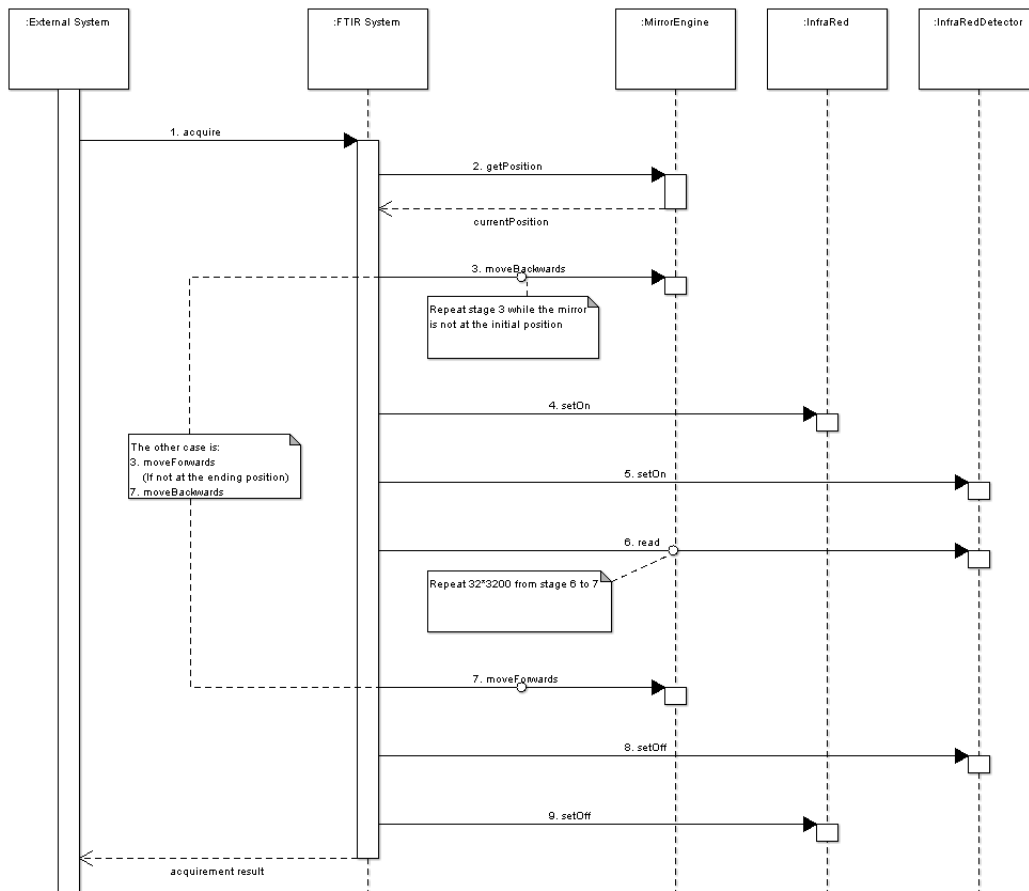 :External System
:FTIR System
:MirrorEngine
:InfraRed
:InfraRedDetector
1. acquire
2. getPosition
currentPosition
3. moveBackwards
Repeat stage 3 while the mirror
is not at the initial position
4. setOn
The other case is:
3. moveForwards
(If not at the ending position)
7. moveBackwards
5. setOn
6. read
Repeat 32*3200 from stage 6 to 7
7. moveForwards
8. setOff
9. setOff
acquirement result